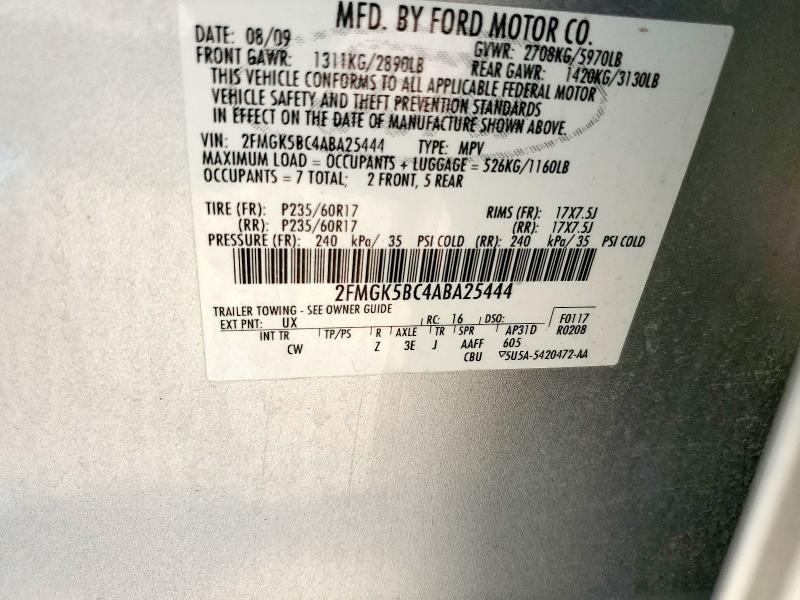 MFD. BY FORD MOTOR CO.
DATE: 08/09 GVWR: 2708KG/5970LB
FRONT GAWR: 1311KG/2890LB REAR GAWR: 1420KG/3130LB
THIS VEHICLE CONFORMS TO ALL APPLICABLE FEDERAL MOTOR
VEHICLE SAFETY AND THEFT PREVENTION STANDARDS
IN EFFECT ON THE DATE OF MANUFACTURE SHOWN ABOVE.
VIN: 2FMGK5BC4ABA25444 TYPE: MPV
MAXIMUM LOAD = OCCUPANTS + LUGGAGE = 526KG/1160LB
OCCUPANTS = 7 TOTAL; 2 FRONT, 5 REAR
TIRE (FR): P235/60R17 RIMS (FR): 17X7.5J
(RR): P235/60R17 (RR): 17X7.5J
PRESSURE (FR): 240 kPa/ 35 PSI COLD (RR): 240 kPa/ 35 PSI COLD
2FMGK5BC4ABA25444
TRAILER TOWING - SEE OWNER GUIDE
EXT PNT: UX RC: 16 DSO: F0117
INT TR TP/PS R AXLE TR SPR AP31D R0208
CW Z 3E J AAFF 605
CBU ▽5U5A-5420472-AA